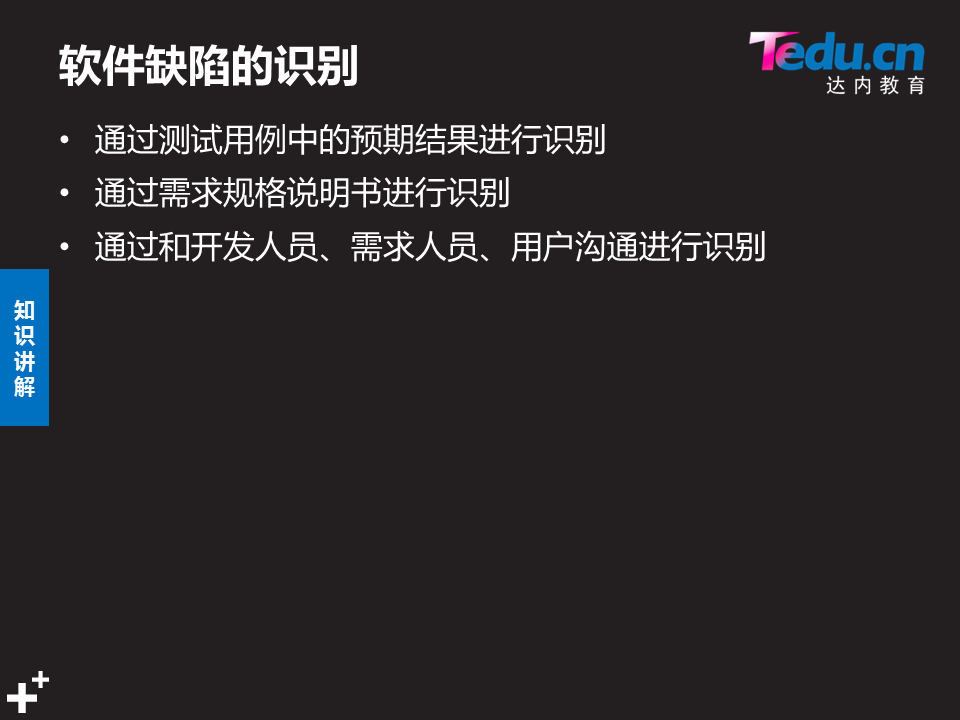 软件缺陷的识别
Tedu.cn
达内教育
• 通过测试用例中的预期结果进行识别
• 通过需求规格说明书进行识别
• 通过和开发人员、需求人员、用户沟通进行识别
知
识
讲
解